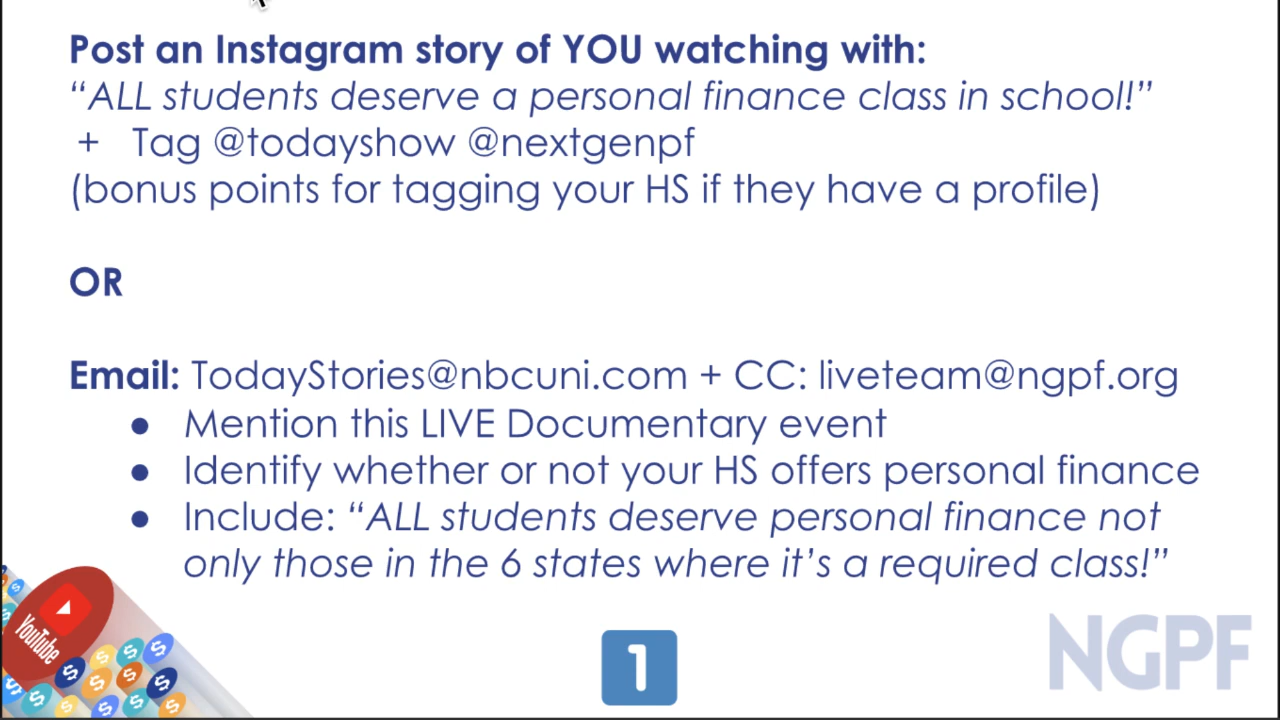 Post an Instagram story of YOU watching with:
“ALL students deserve a personal finance class in school!”
+ Tag @todayshow @nextgenpf
(bonus points for tagging your HS if they have a profile)
OR
Email: TodayStories@nbcuni.com + CC: liveteam@ngpf.org
● Mention this LIVE Documentary event
● Identify whether or not your HS offers personal finance
● Include: “ALL students deserve personal finance not
only those in the 6 states where it’s a required class!”
YouTube
1
NGPF